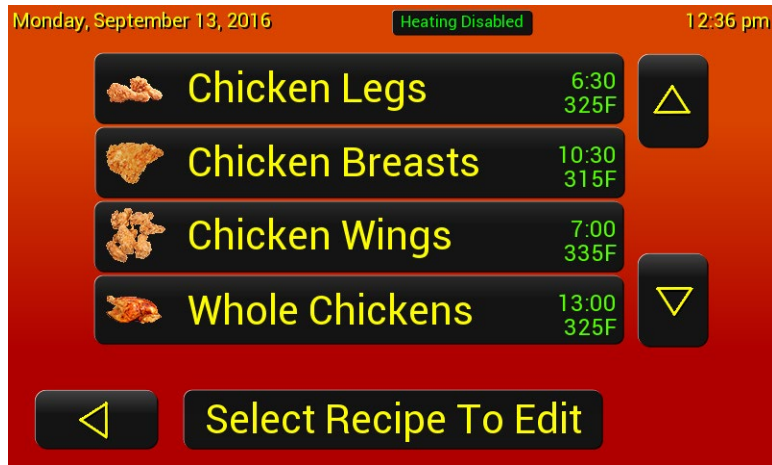 Monday, September 13, 2016 Heating Disabled 12:36 pm
Chicken Legs 6:30
325F
Chicken Breasts 10:30
315F
Chicken Wings 7:00
335F
Whole Chickens 13:00
325F
Select Recipe To Edit